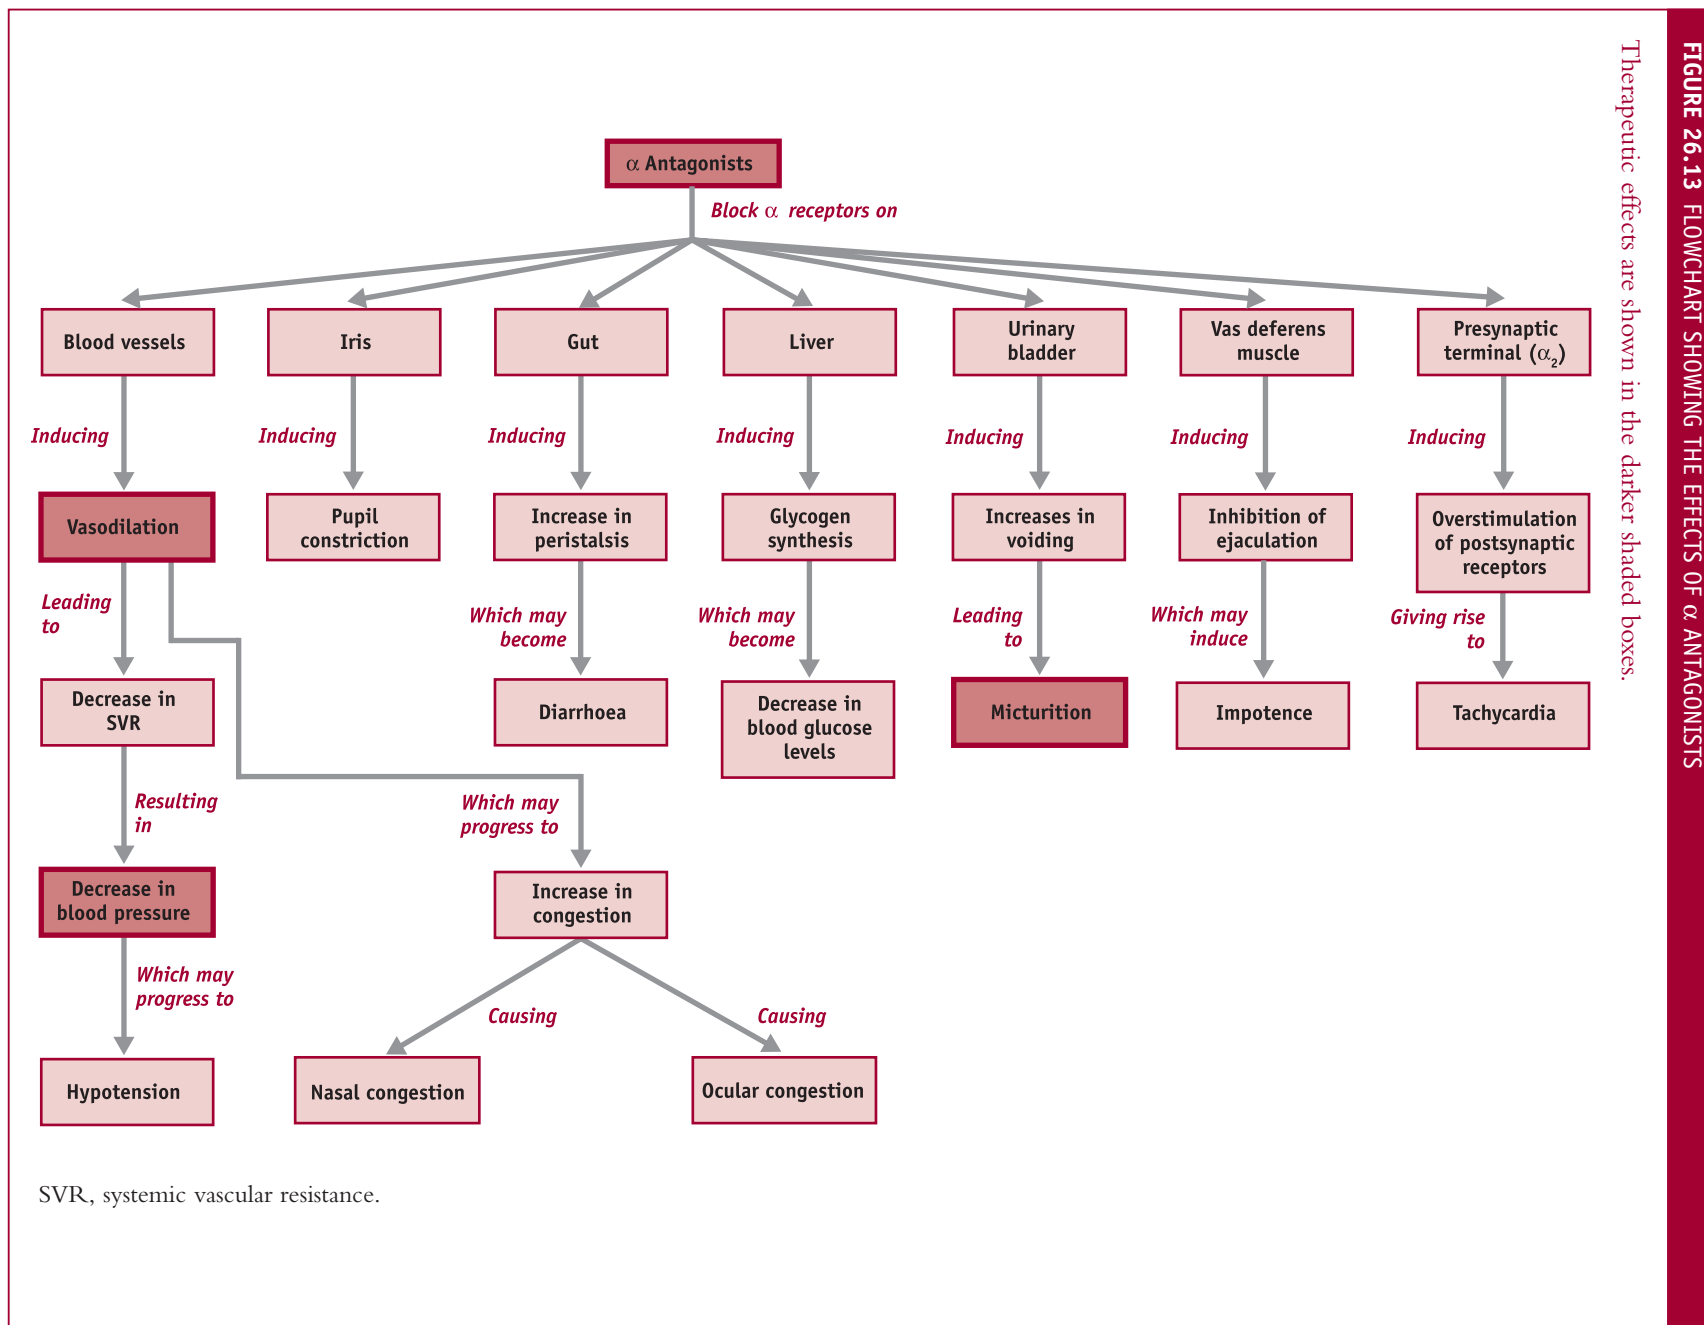 FIGURE 26.13 FLOWCHART SHOWING THE EFFECTS OF α ANTAGONISTS
Therapeutic effects are shown in the darker shaded boxes.
α Antagonists
Block α receptors on
Blood vessels
Iris
Gut
Liver
Urinary
bladder
Vas deferens
muscle
Presynaptic
terminal (α₂)
Inducing
Inducing
Inducing
Inducing
Inducing
Inducing
Inducing
Vasodilation
Pupil
constriction
Increase in
peristalsis
Glycogen
synthesis
Increases in
voiding
Inhibition of
ejaculation
Overstimulation
of postsynaptic
receptors
Leading
to
Which may
become
Which may
become
Leading
to
Which may
induce
Giving rise
to
Decrease in
SVR
Diarrhoea
Decrease in
blood glucose
levels
Micturition
Impotence
Tachycardia
Resulting
in
Which may
progress to
Decrease in
blood pressure
Increase in
congestion
Which may
progress to
Causing
Causing
Hypotension
Nasal congestion
Ocular congestion
SVR, systemic vascular resistance.